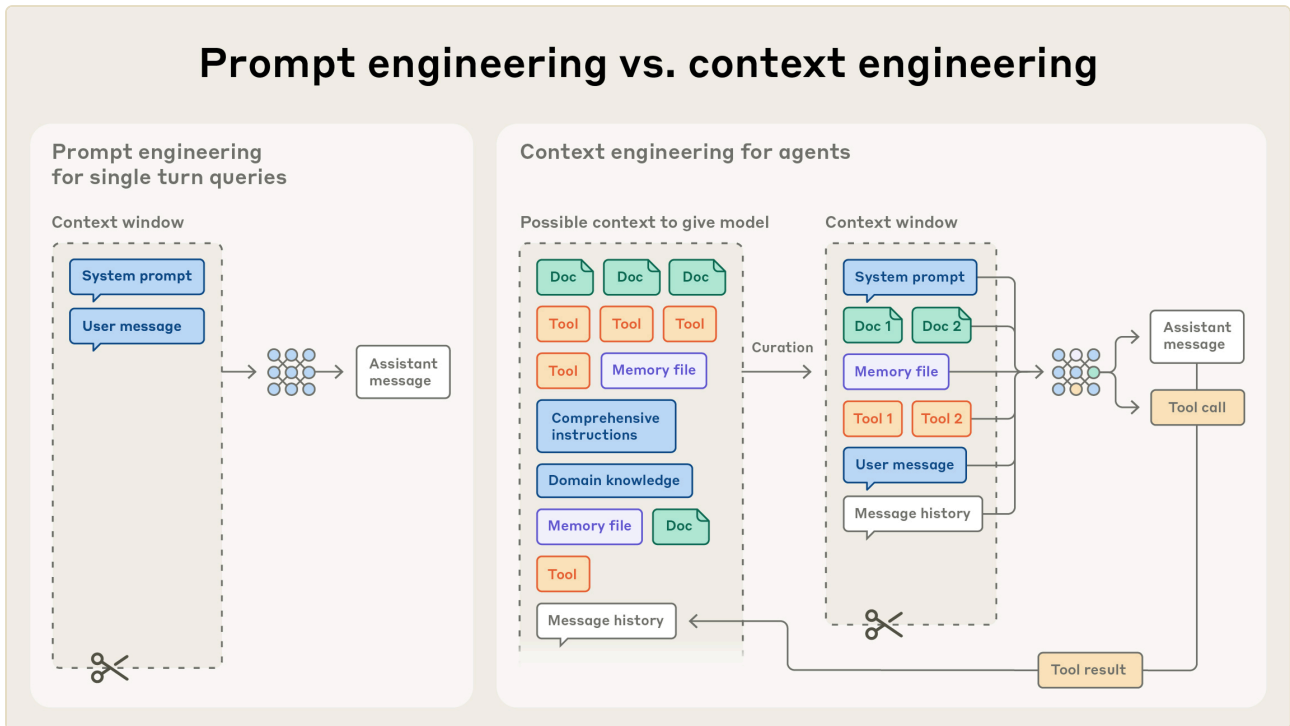 Prompt engineering vs. context engineering
Prompt engineering
for single turn queries
Context window
System prompt
User message
Assistant
message
Context engineering for agents
Possible context to give model
Doc
Doc
Doc
Tool
Tool
Tool
Tool
Memory file
Comprehensive
instructions
Domain knowledge
Memory file
Doc
Tool
Message history
Curation
Context window
System prompt
Doc 1
Doc 2
Memory file
Tool 1
Tool 2
User message
Message history
Assistant
message
Tool call
Tool result